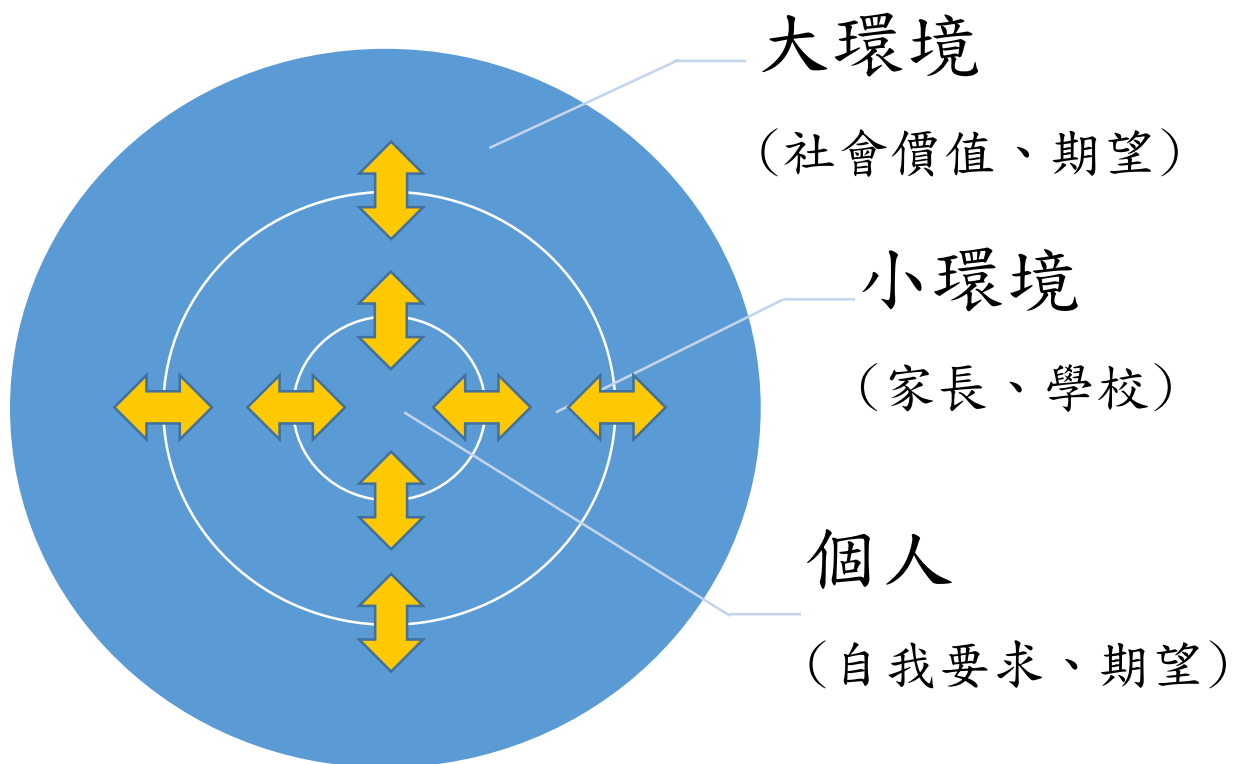 大環境
（社會價值、期望）
小環境
（家長、學校）
個人
（自我要求、期望）